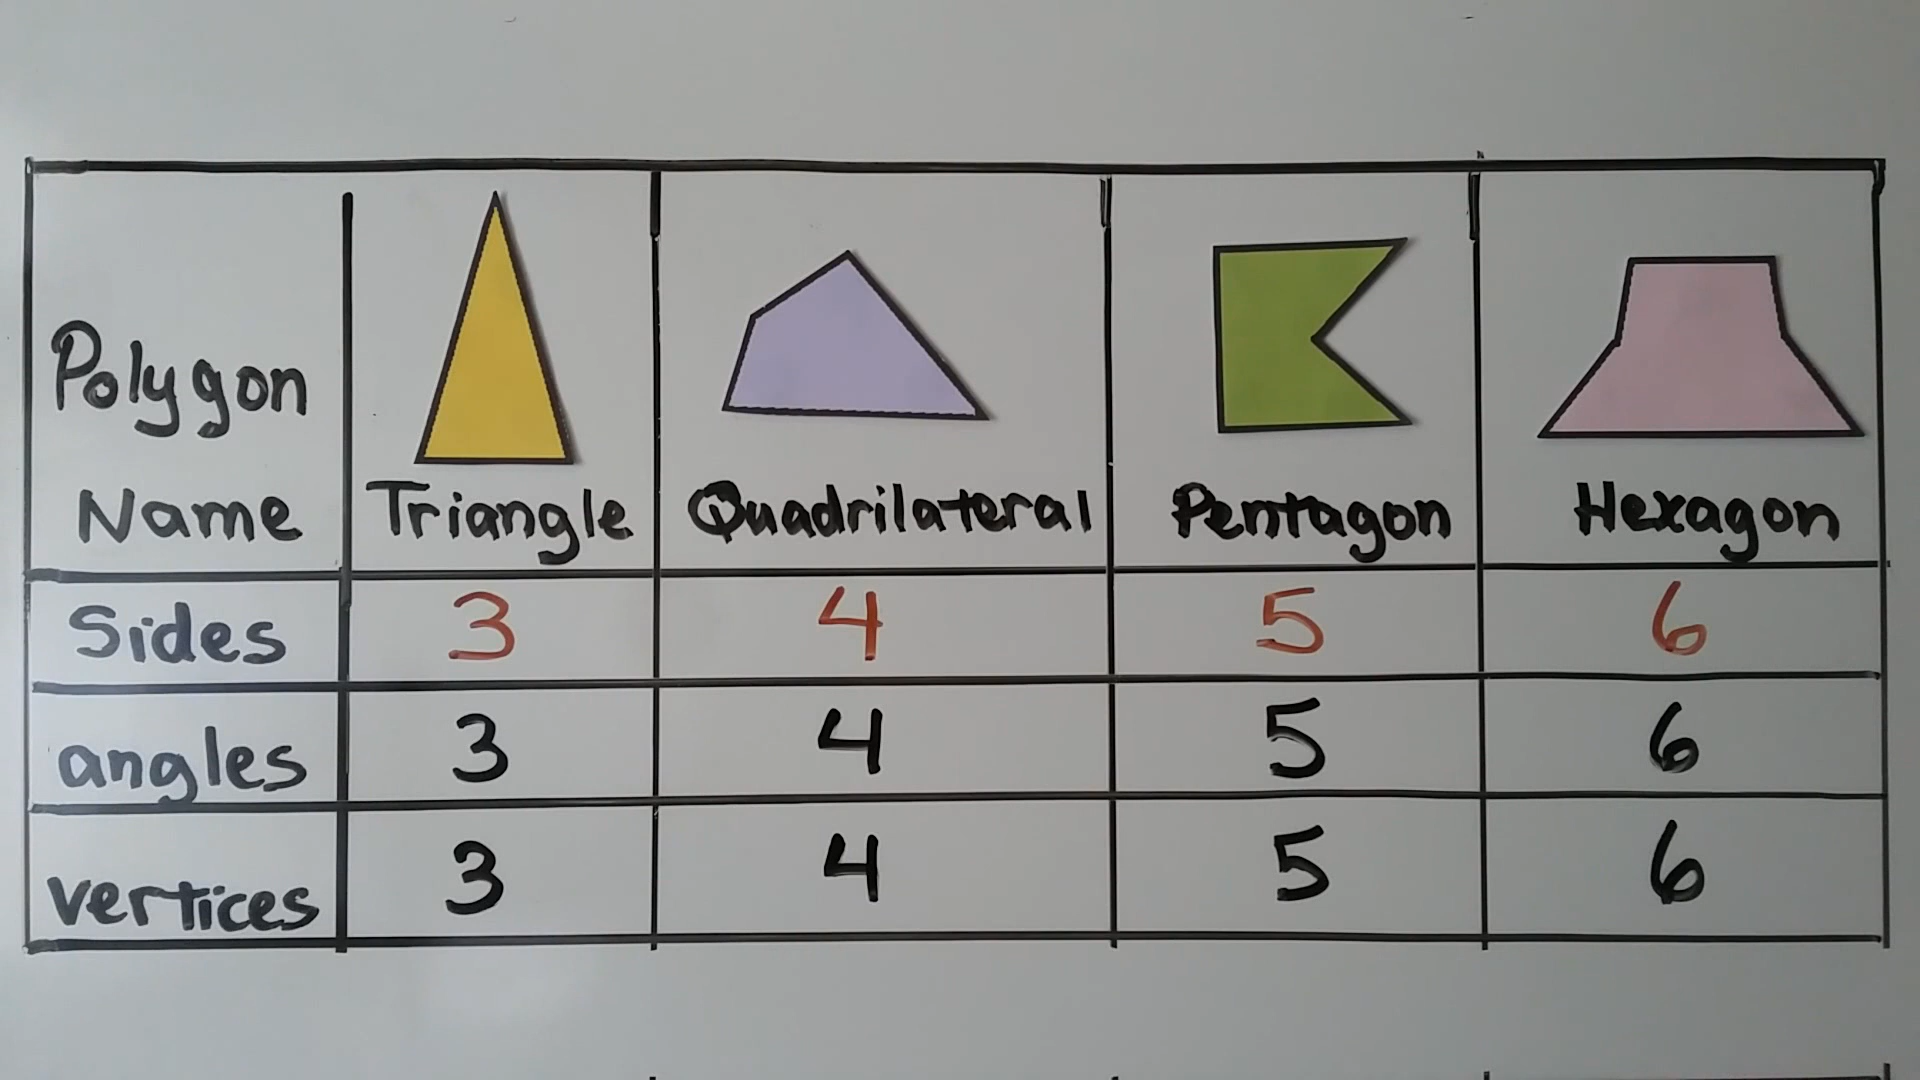 Polygon
Name Triangle Quadrilateral Pentagon Hexagon
Sides 3 4 5 6
angles 3 4 5 6
vertices 3 4 5 6